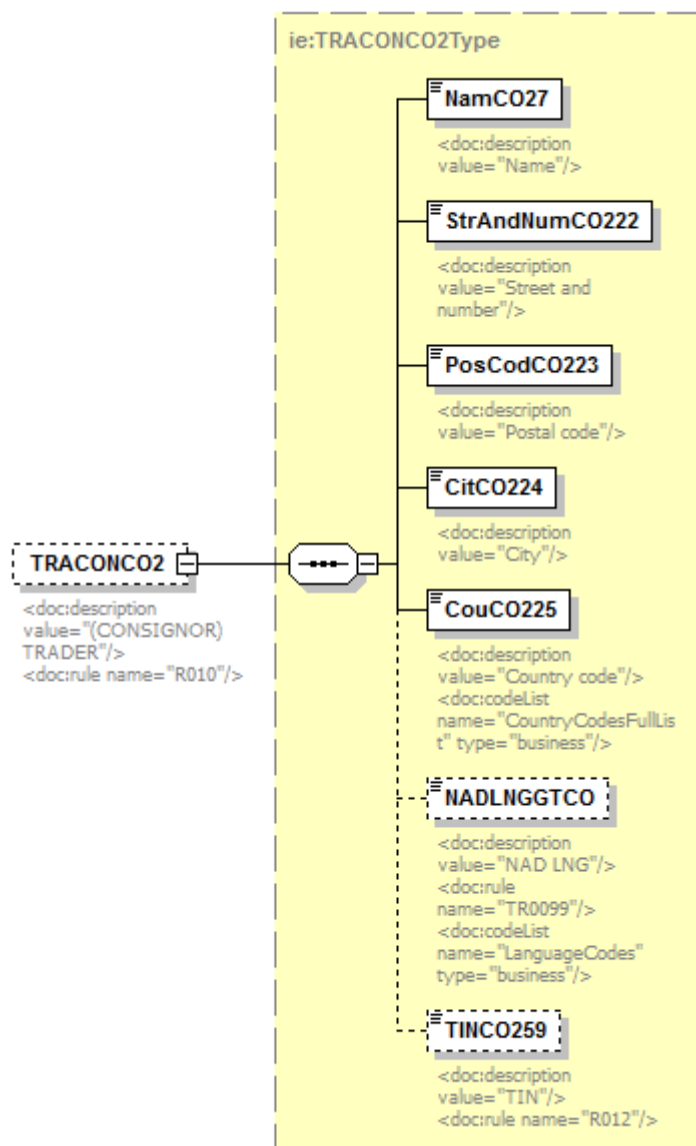 ie:TRACONCO2Type
NamCO27
<doc:description
value="Name"/>
StrAndNumCO222
<doc:description
value="Street and
number"/>
PosCodCO223
<doc:description
value="Postal code"/>
CitCO224
<doc:description
value="City"/>
TRACONCO2
<doc:description
value="(CONSIGNOR)
TRADER"/>
<doc:rule name="R010"/>
CouCO225
<doc:description
value="Country code"/>
<doc:codeList
name="CountryCodesFullLis
t" type="business"/>
NADLNGGTCO
<doc:description
value="NAD LNG"/>
<doc:rule
name="TR0099"/>
<doc:codeList
name="LanguageCodes"
type="business"/>
TINCO259
<doc:description
value="TIN"/>
<doc:rule name="R012"/>